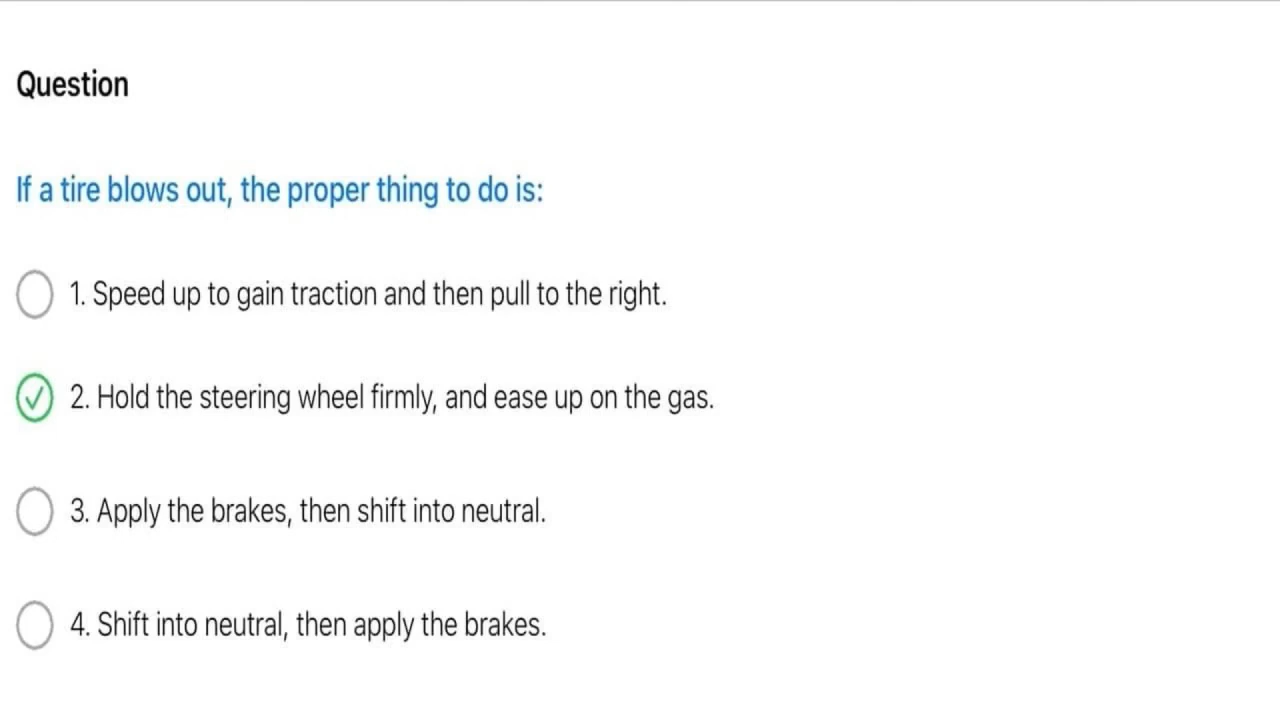 Question
If a tire blows out, the proper thing to do is:
1. Speed up to gain traction and then pull to the right.
2. Hold the steering wheel firmly, and ease up on the gas.
3. Apply the brakes, then shift into neutral.
4. Shift into neutral, then apply the brakes.